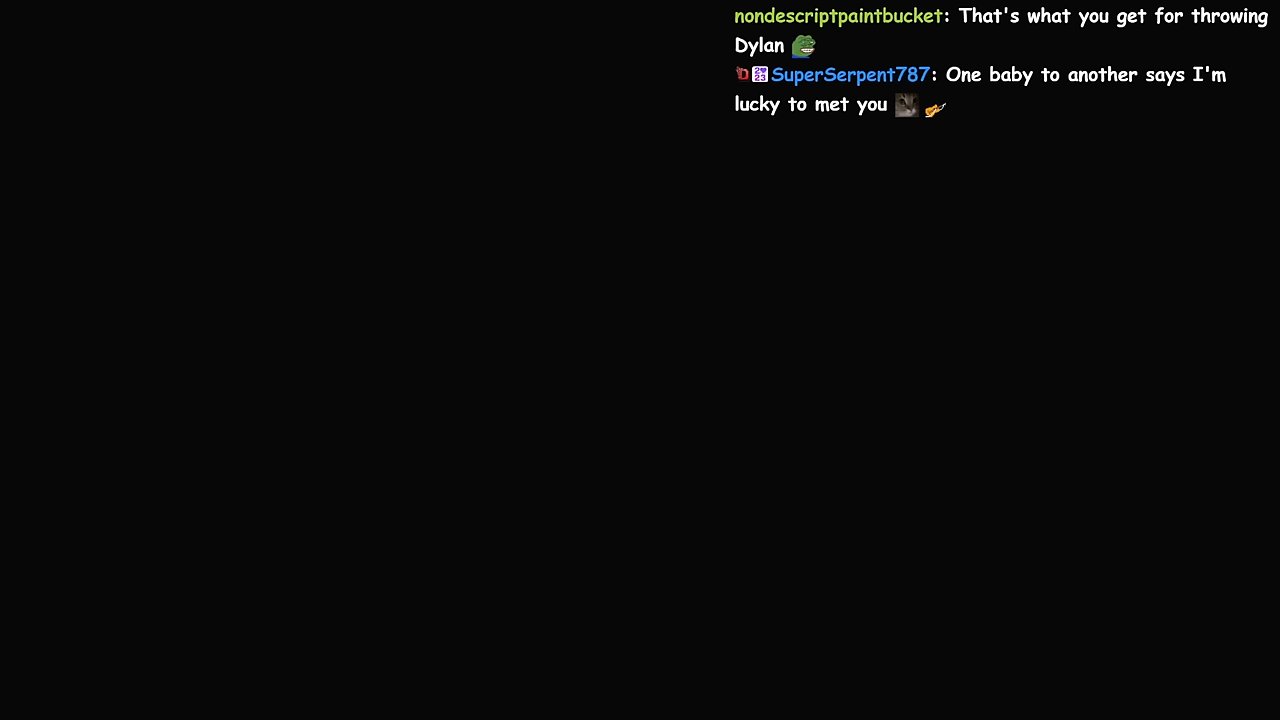 nondescriptpaintbucket: That's what you get for throwing
Dylan
SuperSerpent787: One baby to another says I'm
lucky to met you